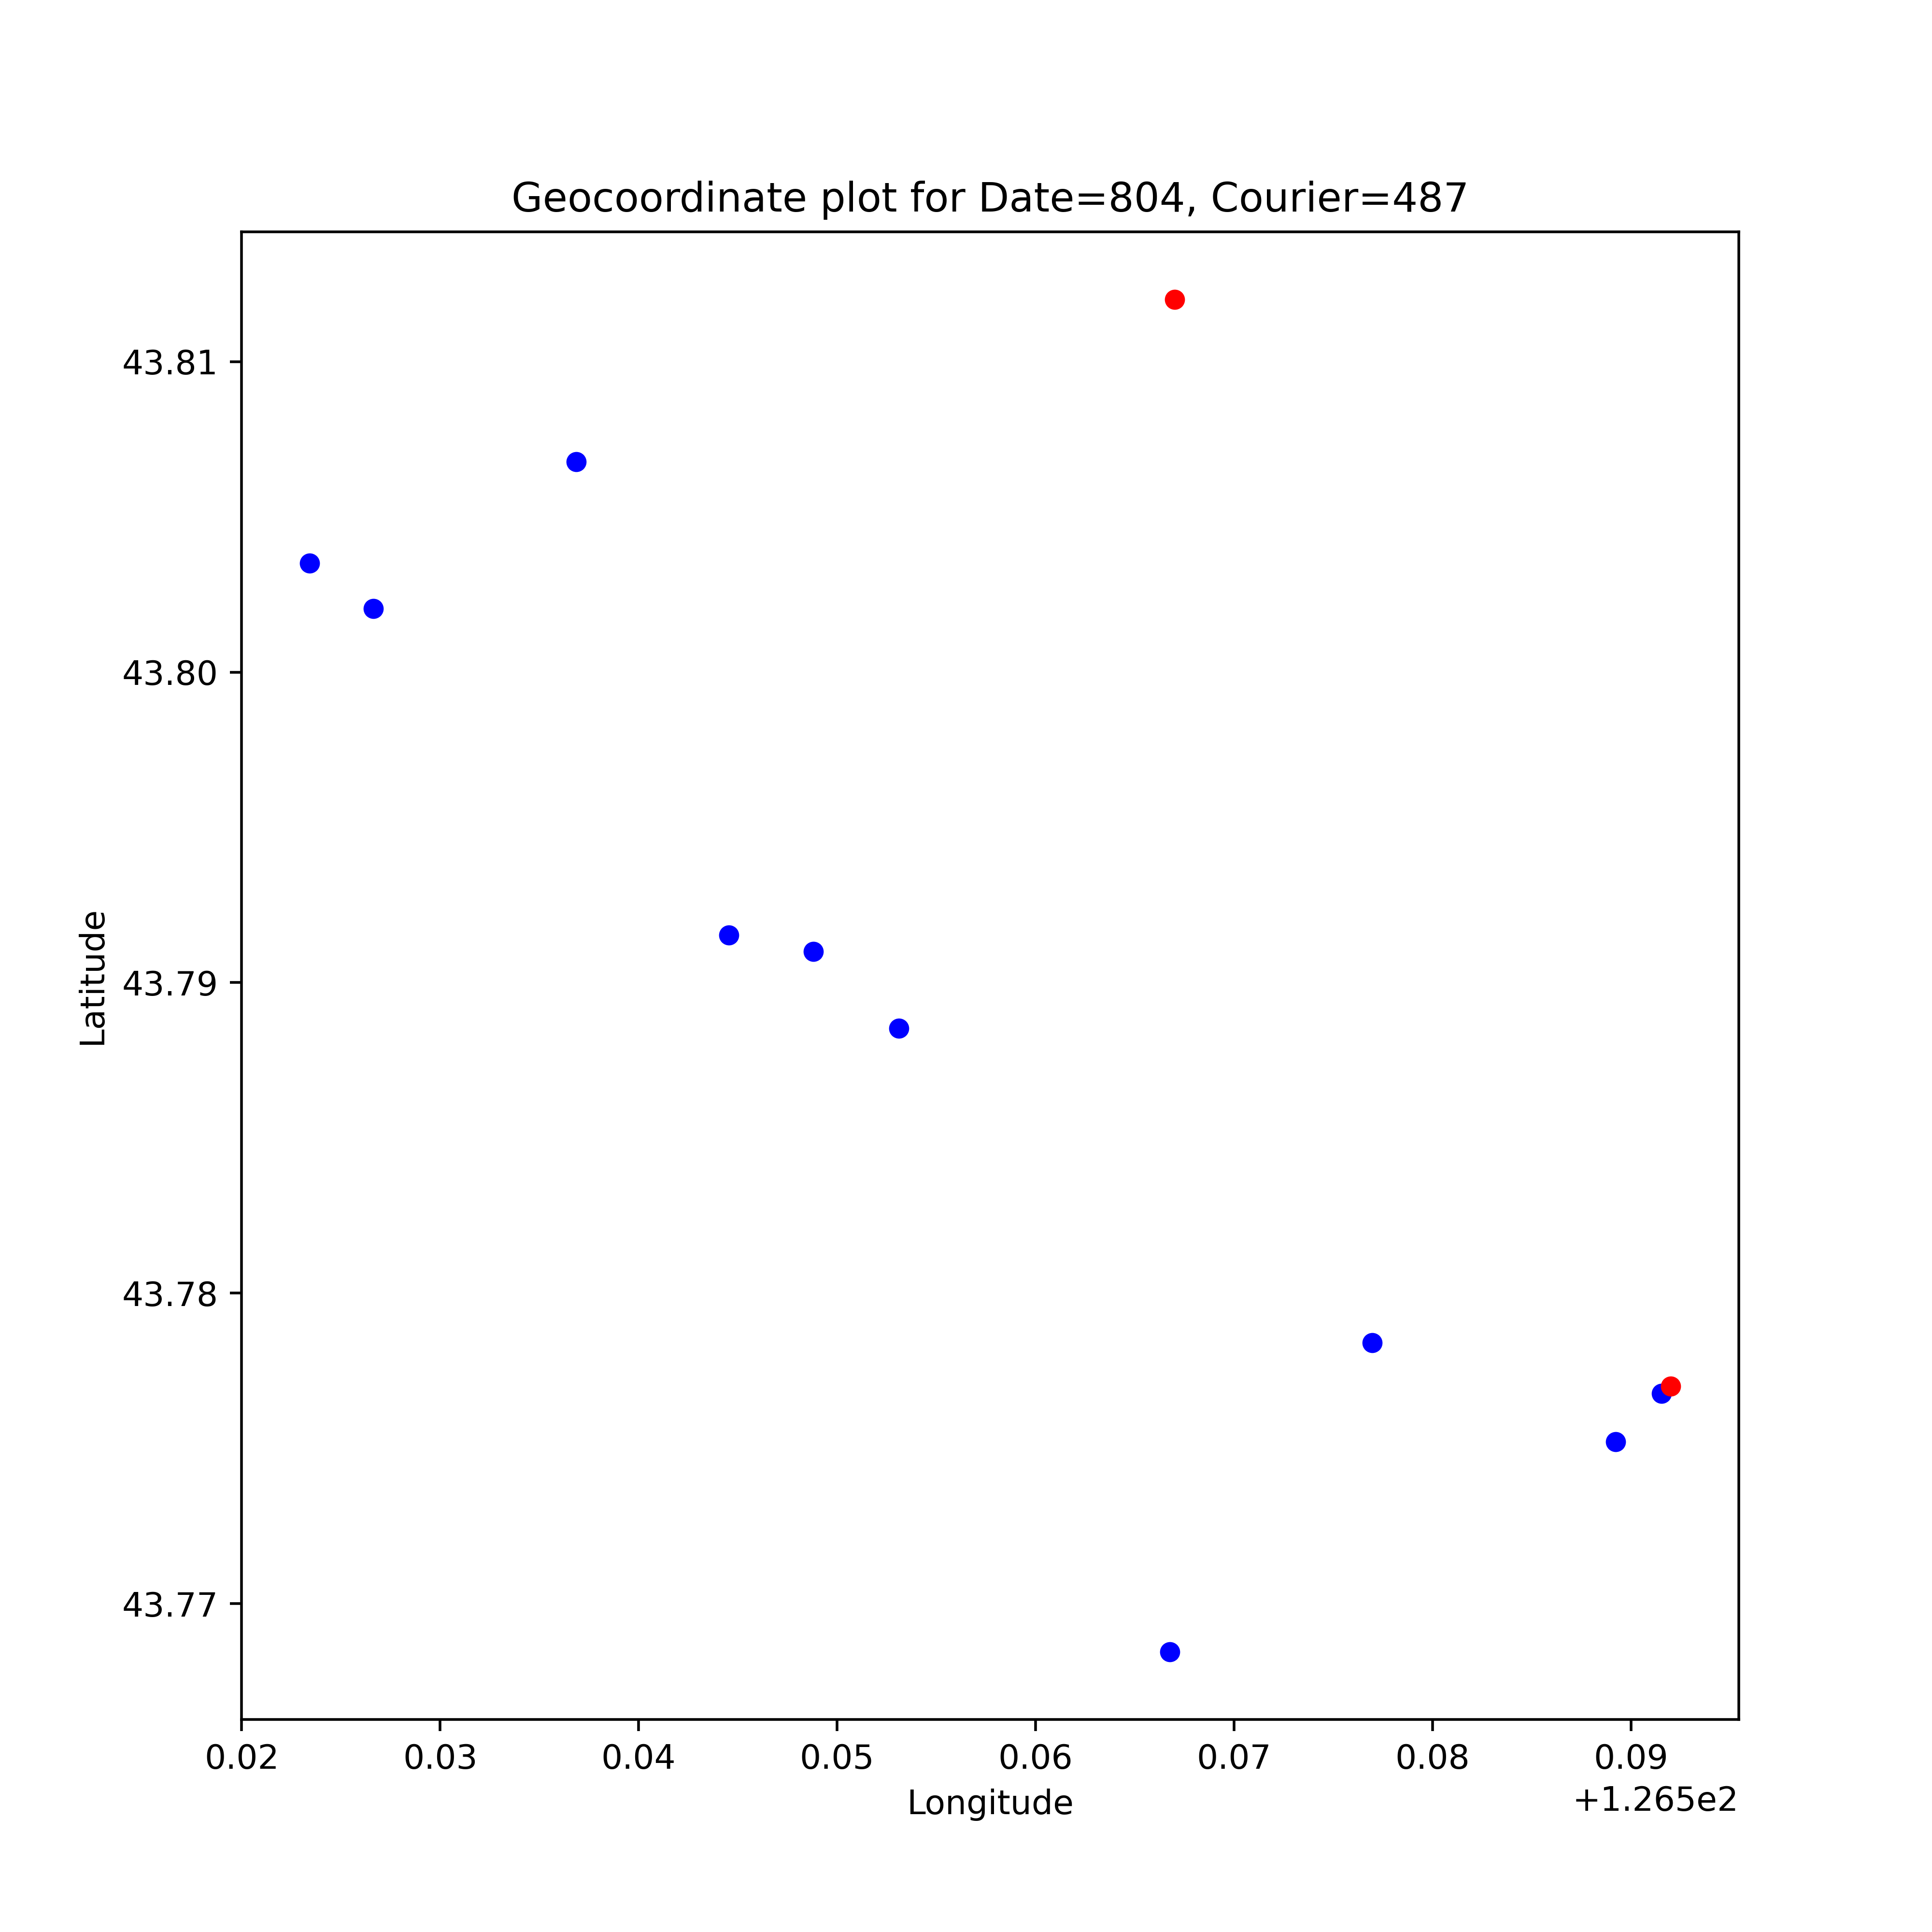 Geocoordinate plot for Date=804, Courier=487
43.81
43.80
43.79
43.78
43.77
Latitude
0.02 0.03 0.04 0.05 0.06 0.07 0.08 0.09
+1.265e2
Longitude